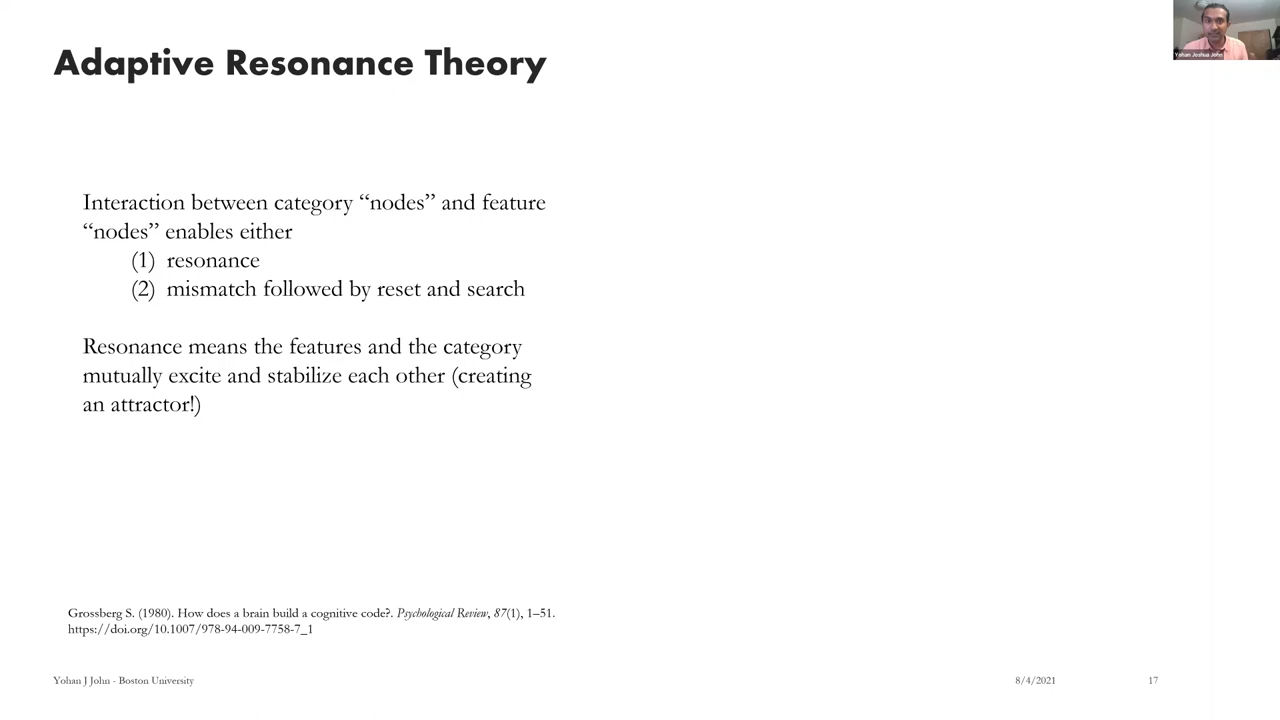 Adaptive Resonance Theory
Yohan Joshua John
Interaction between category “nodes” and feature
“nodes” enables either
(1) resonance
(2) mismatch followed by reset and search
Resonance means the features and the category
mutually excite and stabilize each other (creating
an attractor!)
Grossberg S. (1980). How does a brain build a cognitive code?. Psychological Review, 87(1), 1–51.
https://doi.org/10.1007/978-94-009-7758-7_1
Yohan J John - Boston University
8/4/2021
17